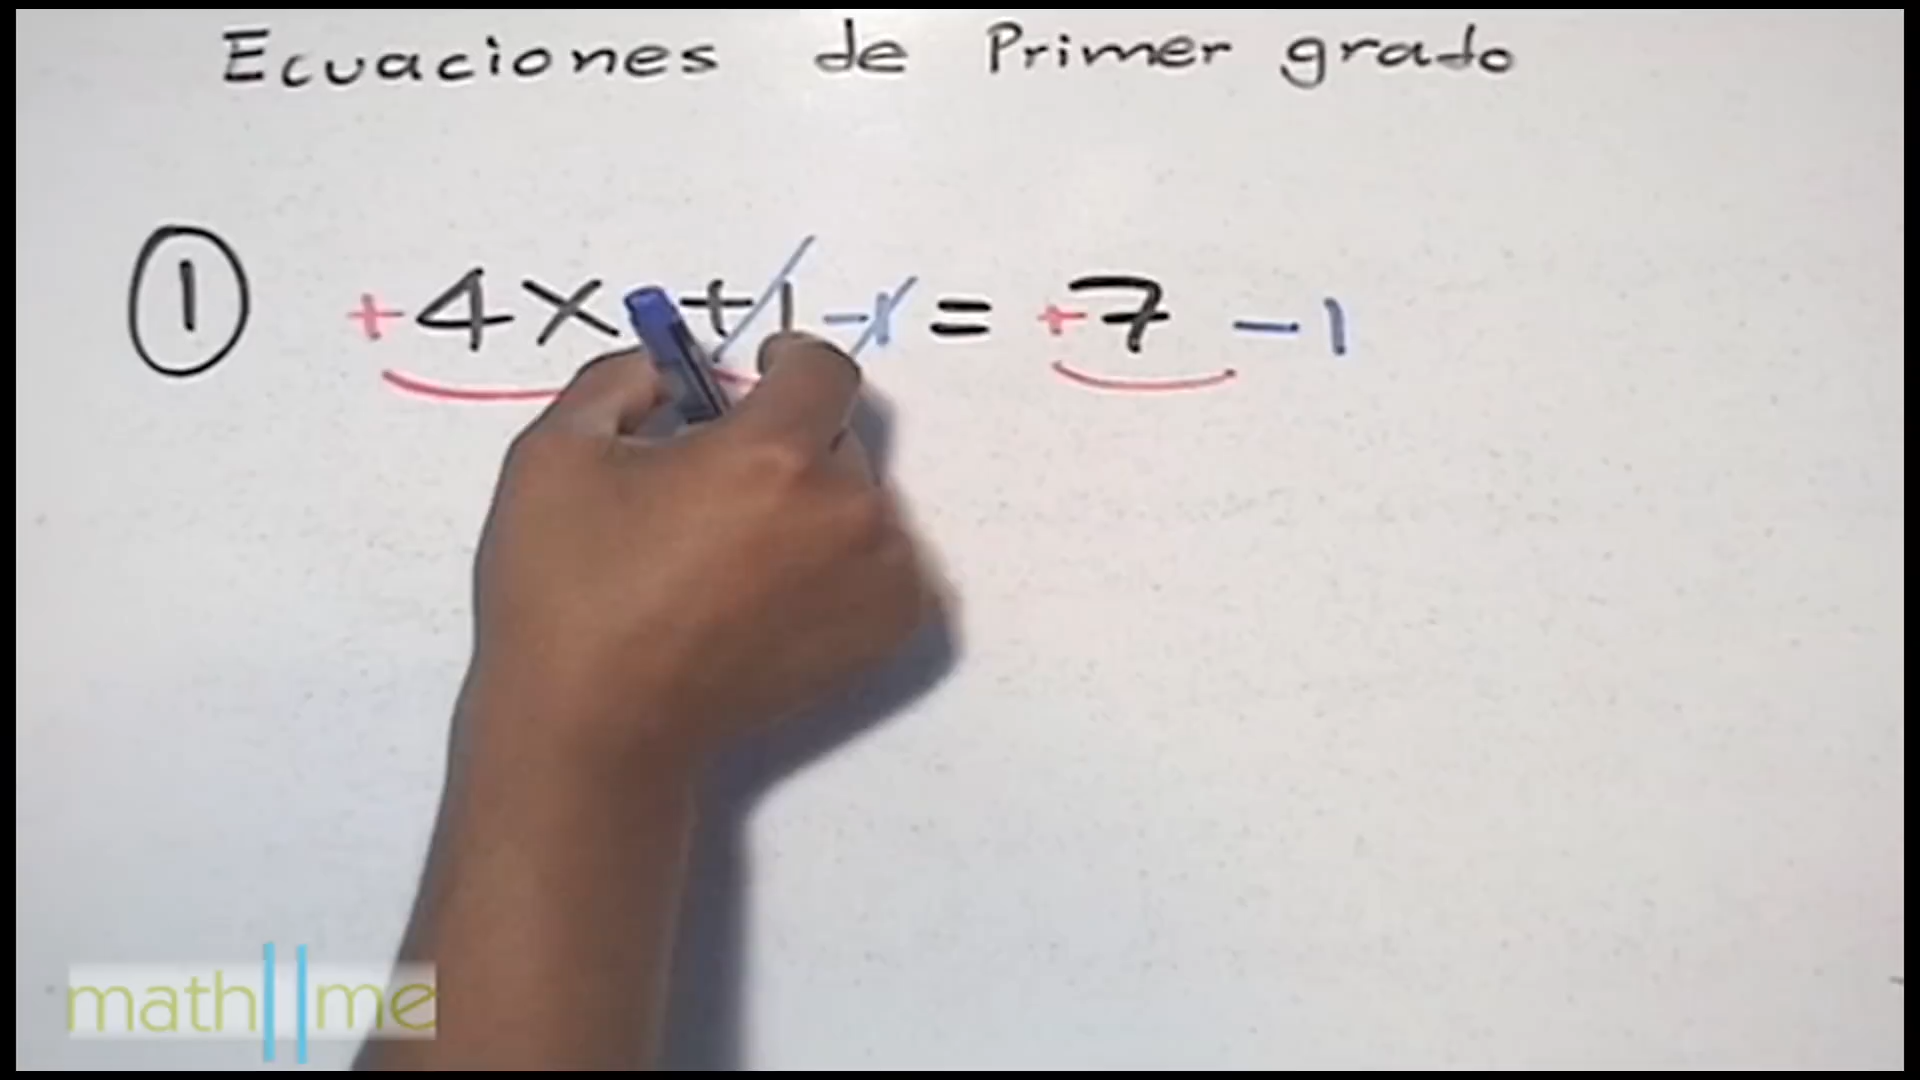 Ecuaciones de Primer grado
① +4x +1 -1 = +7 -1
math me